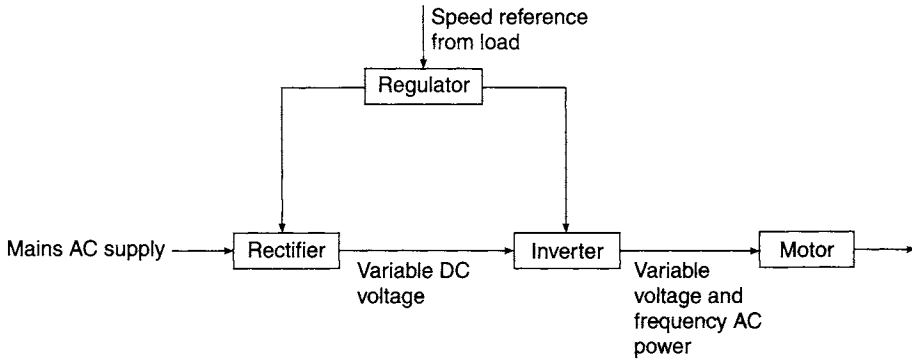 Speed reference
from load
Regulator
Mains AC supply
Rectifier
Inverter
Motor
Variable DC
voltage
Variable
voltage and
frequency AC
power